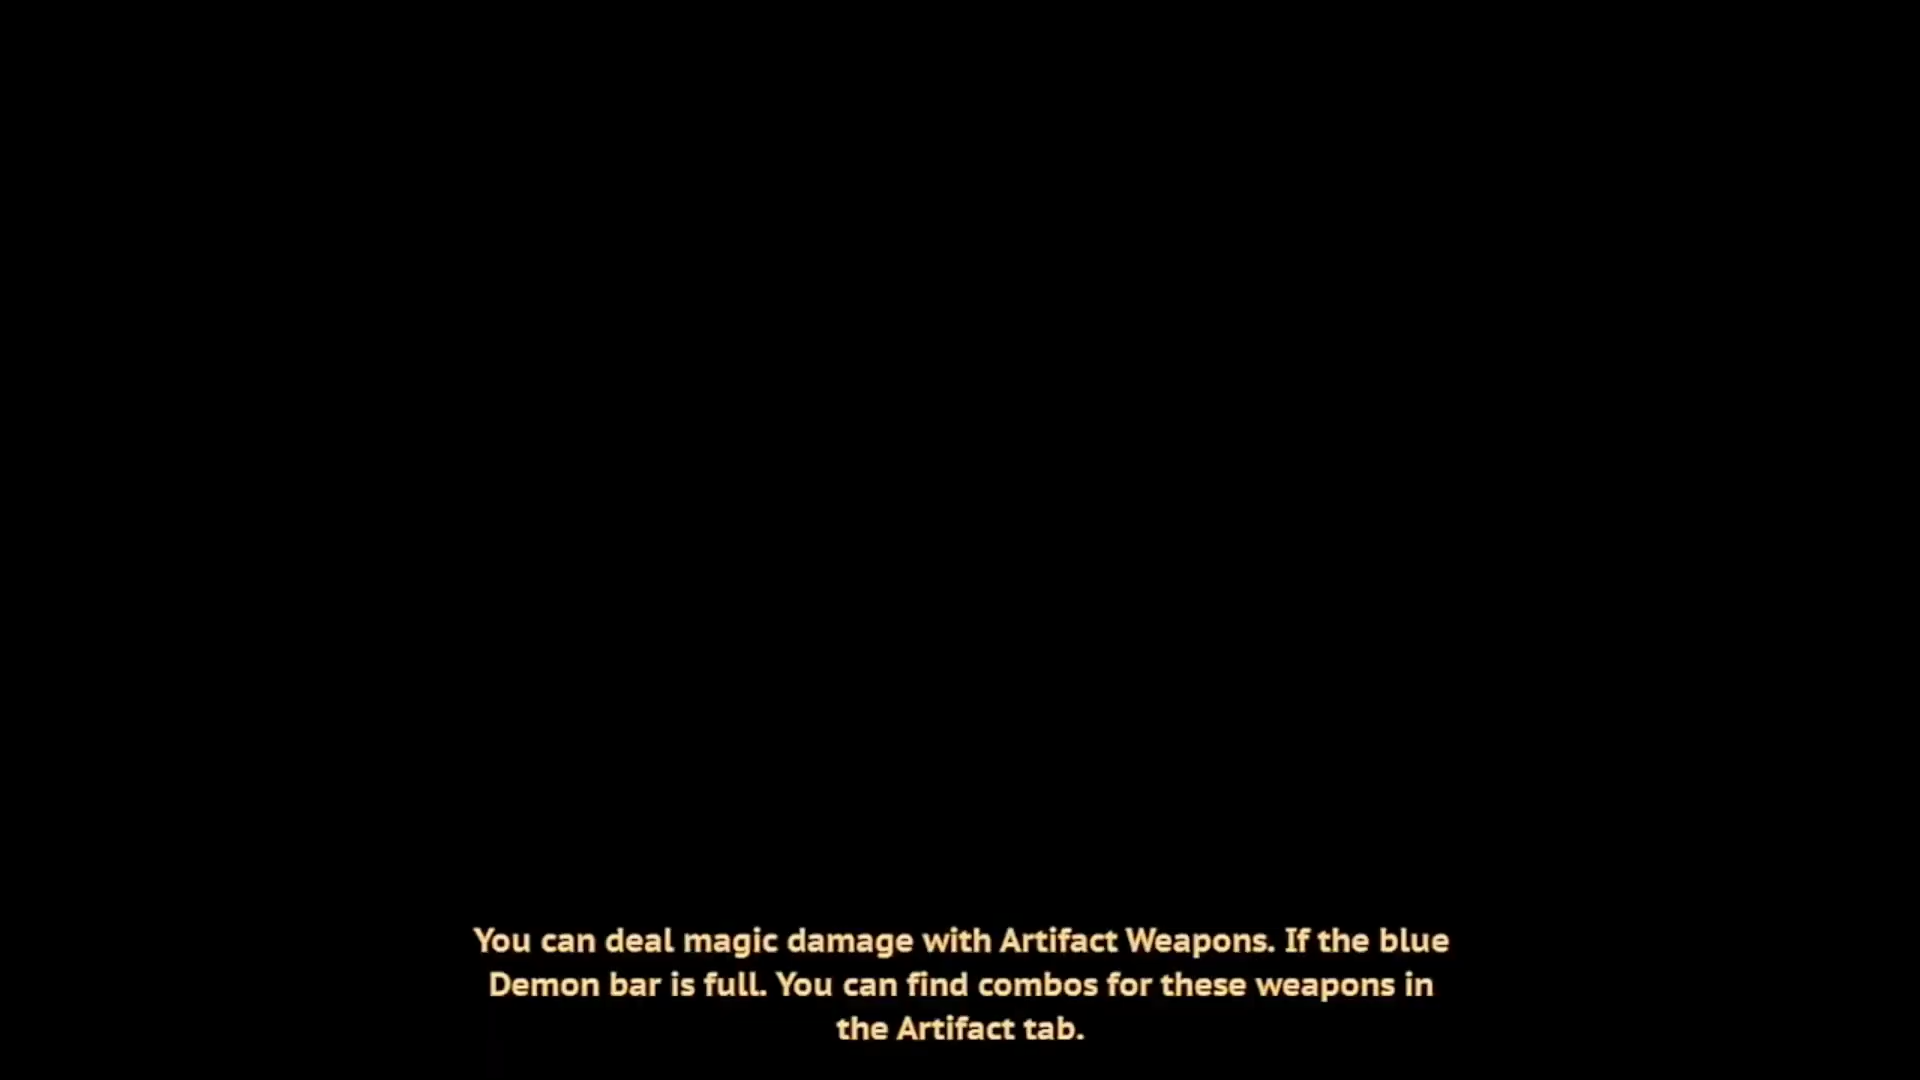 You can deal magic damage with Artifact Weapons. If the blue
Demon bar is full. You can find combos for these weapons in
the Artifact tab.